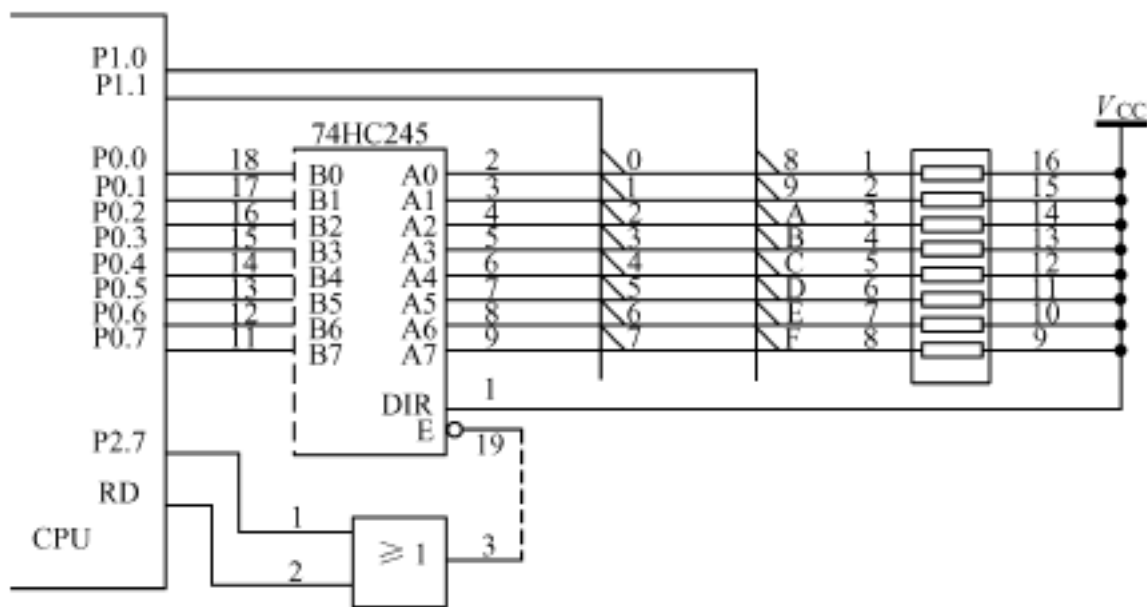 P1.0
P1.1
74HC245
V_CC
P0.0 18 B0 A0 2 0 8 1 16
P0.1 17 B1 A1 3 1 9 2 15
P0.2 16 B2 A2 4 2 A 3 14
P0.3 15 B3 A3 5 3 B 4 13
P0.4 14 B4 A4 6 4 C 5 12
P0.5 13 B5 A5 7 5 D 6 11
P0.6 12 B6 A6 8 6 E 7 10
P0.7 11 B7 A7 9 7 F 8 9
DIR 1
E 19
P2.7
RD
CPU
1
2
≥ 1
3